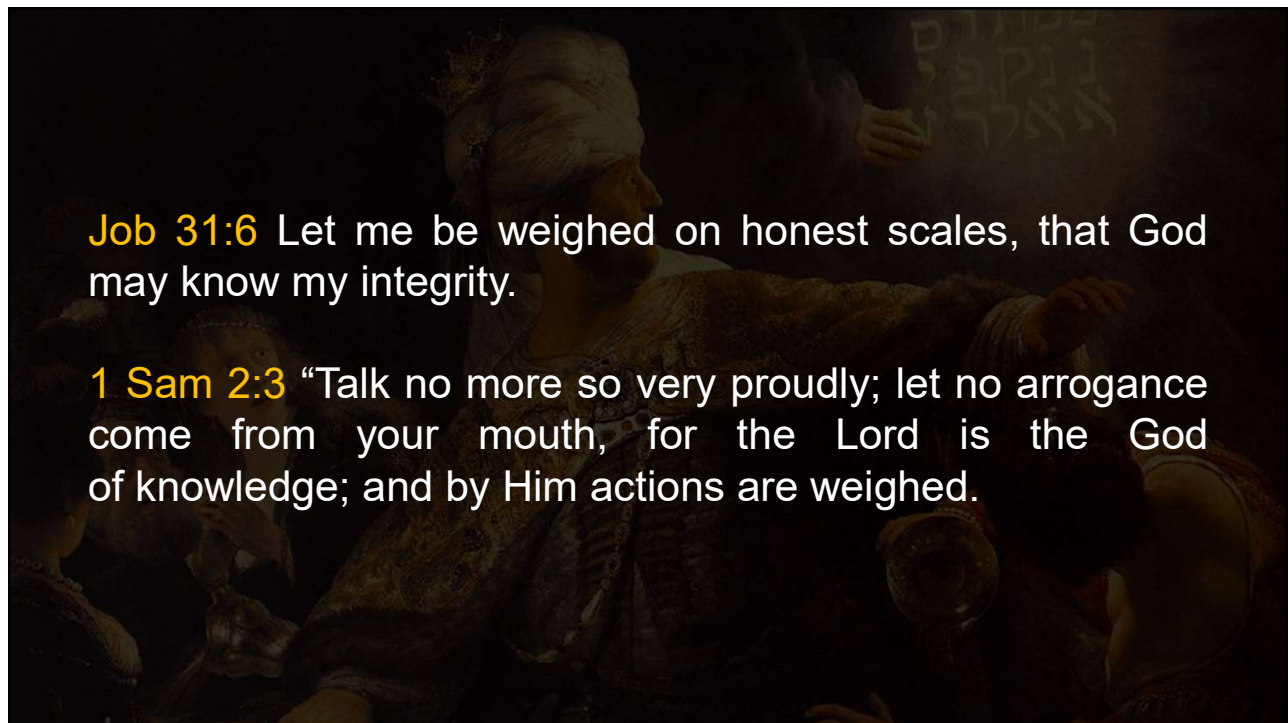 Job 31:6 Let me be weighed on honest scales, that God
may know my integrity.
1 Sam 2:3 “Talk no more so very proudly; let no arrogance
come from your mouth, for the Lord is the God
of knowledge; and by Him actions are weighed.